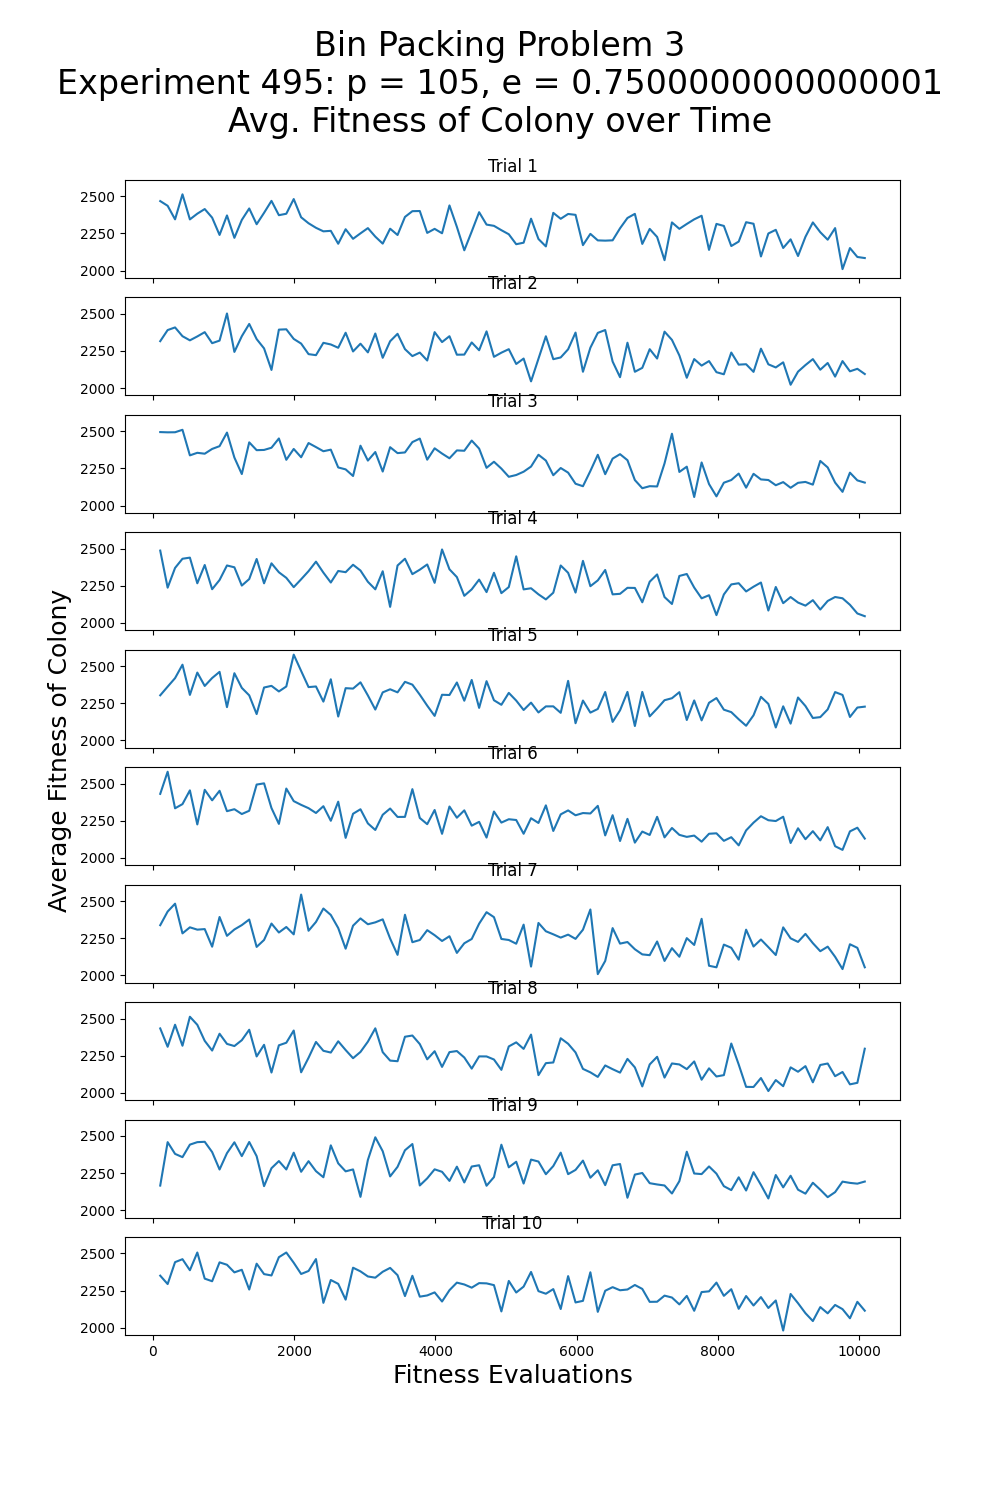 Bin Packing Problem 3
Experiment 495: p = 105, e = 0.7500000000000001
Avg. Fitness of Colony over Time
Trial 1
2500
2250
2000
Trial 2
2500
2250
2000
Trial 3
2500
2250
2000
Trial 4
2500
2250
2000
Trial 5
2500
2250
2000
Trial 6
2500
2250
2000
Trial 7
2500
2250
2000
Trial 8
2500
2250
2000
Trial 9
2500
2250
2000
Trial 10
2500
2250
2000
0 2000 4000 6000 8000 10000
Fitness Evaluations
Average Fitness of Colony